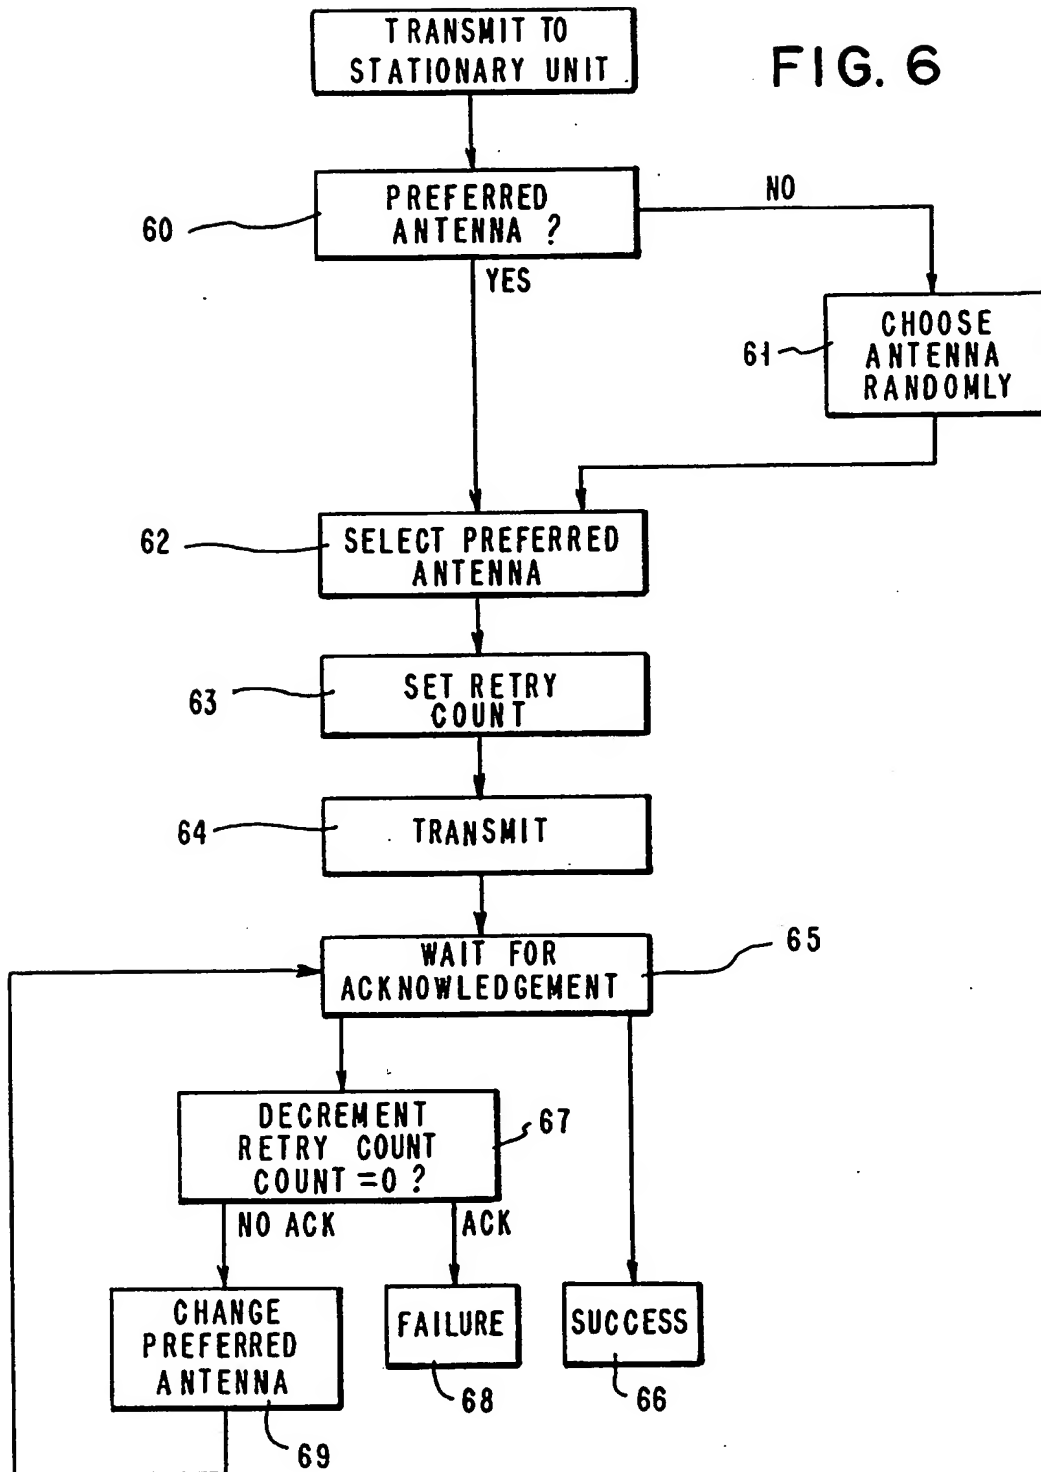 TRANSMIT TO
STATIONARY UNIT
FIG. 6
PREFERRED
ANTENNA ?
60
NO
YES
CHOOSE
ANTENNA
RANDOMLY
61
62
SELECT PREFERRED
ANTENNA
63
SET RETRY
COUNT
64
TRANSMIT
WAIT FOR
ACKNOWLEDGEMENT
65
DECREMENT
RETRY COUNT
COUNT =0 ?
67
NO ACK
ACK
CHANGE
PREFERRED
ANTENNA
FAILURE
SUCCESS
68
66
69